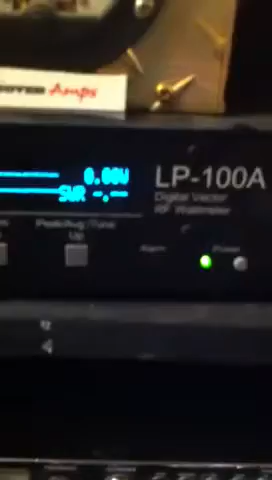 Amps
0.00W
SWR -.--
LP-100A
Digital Vector
RF Wattmeter
Peak/Avg/Tune
Up
Alarm
Power